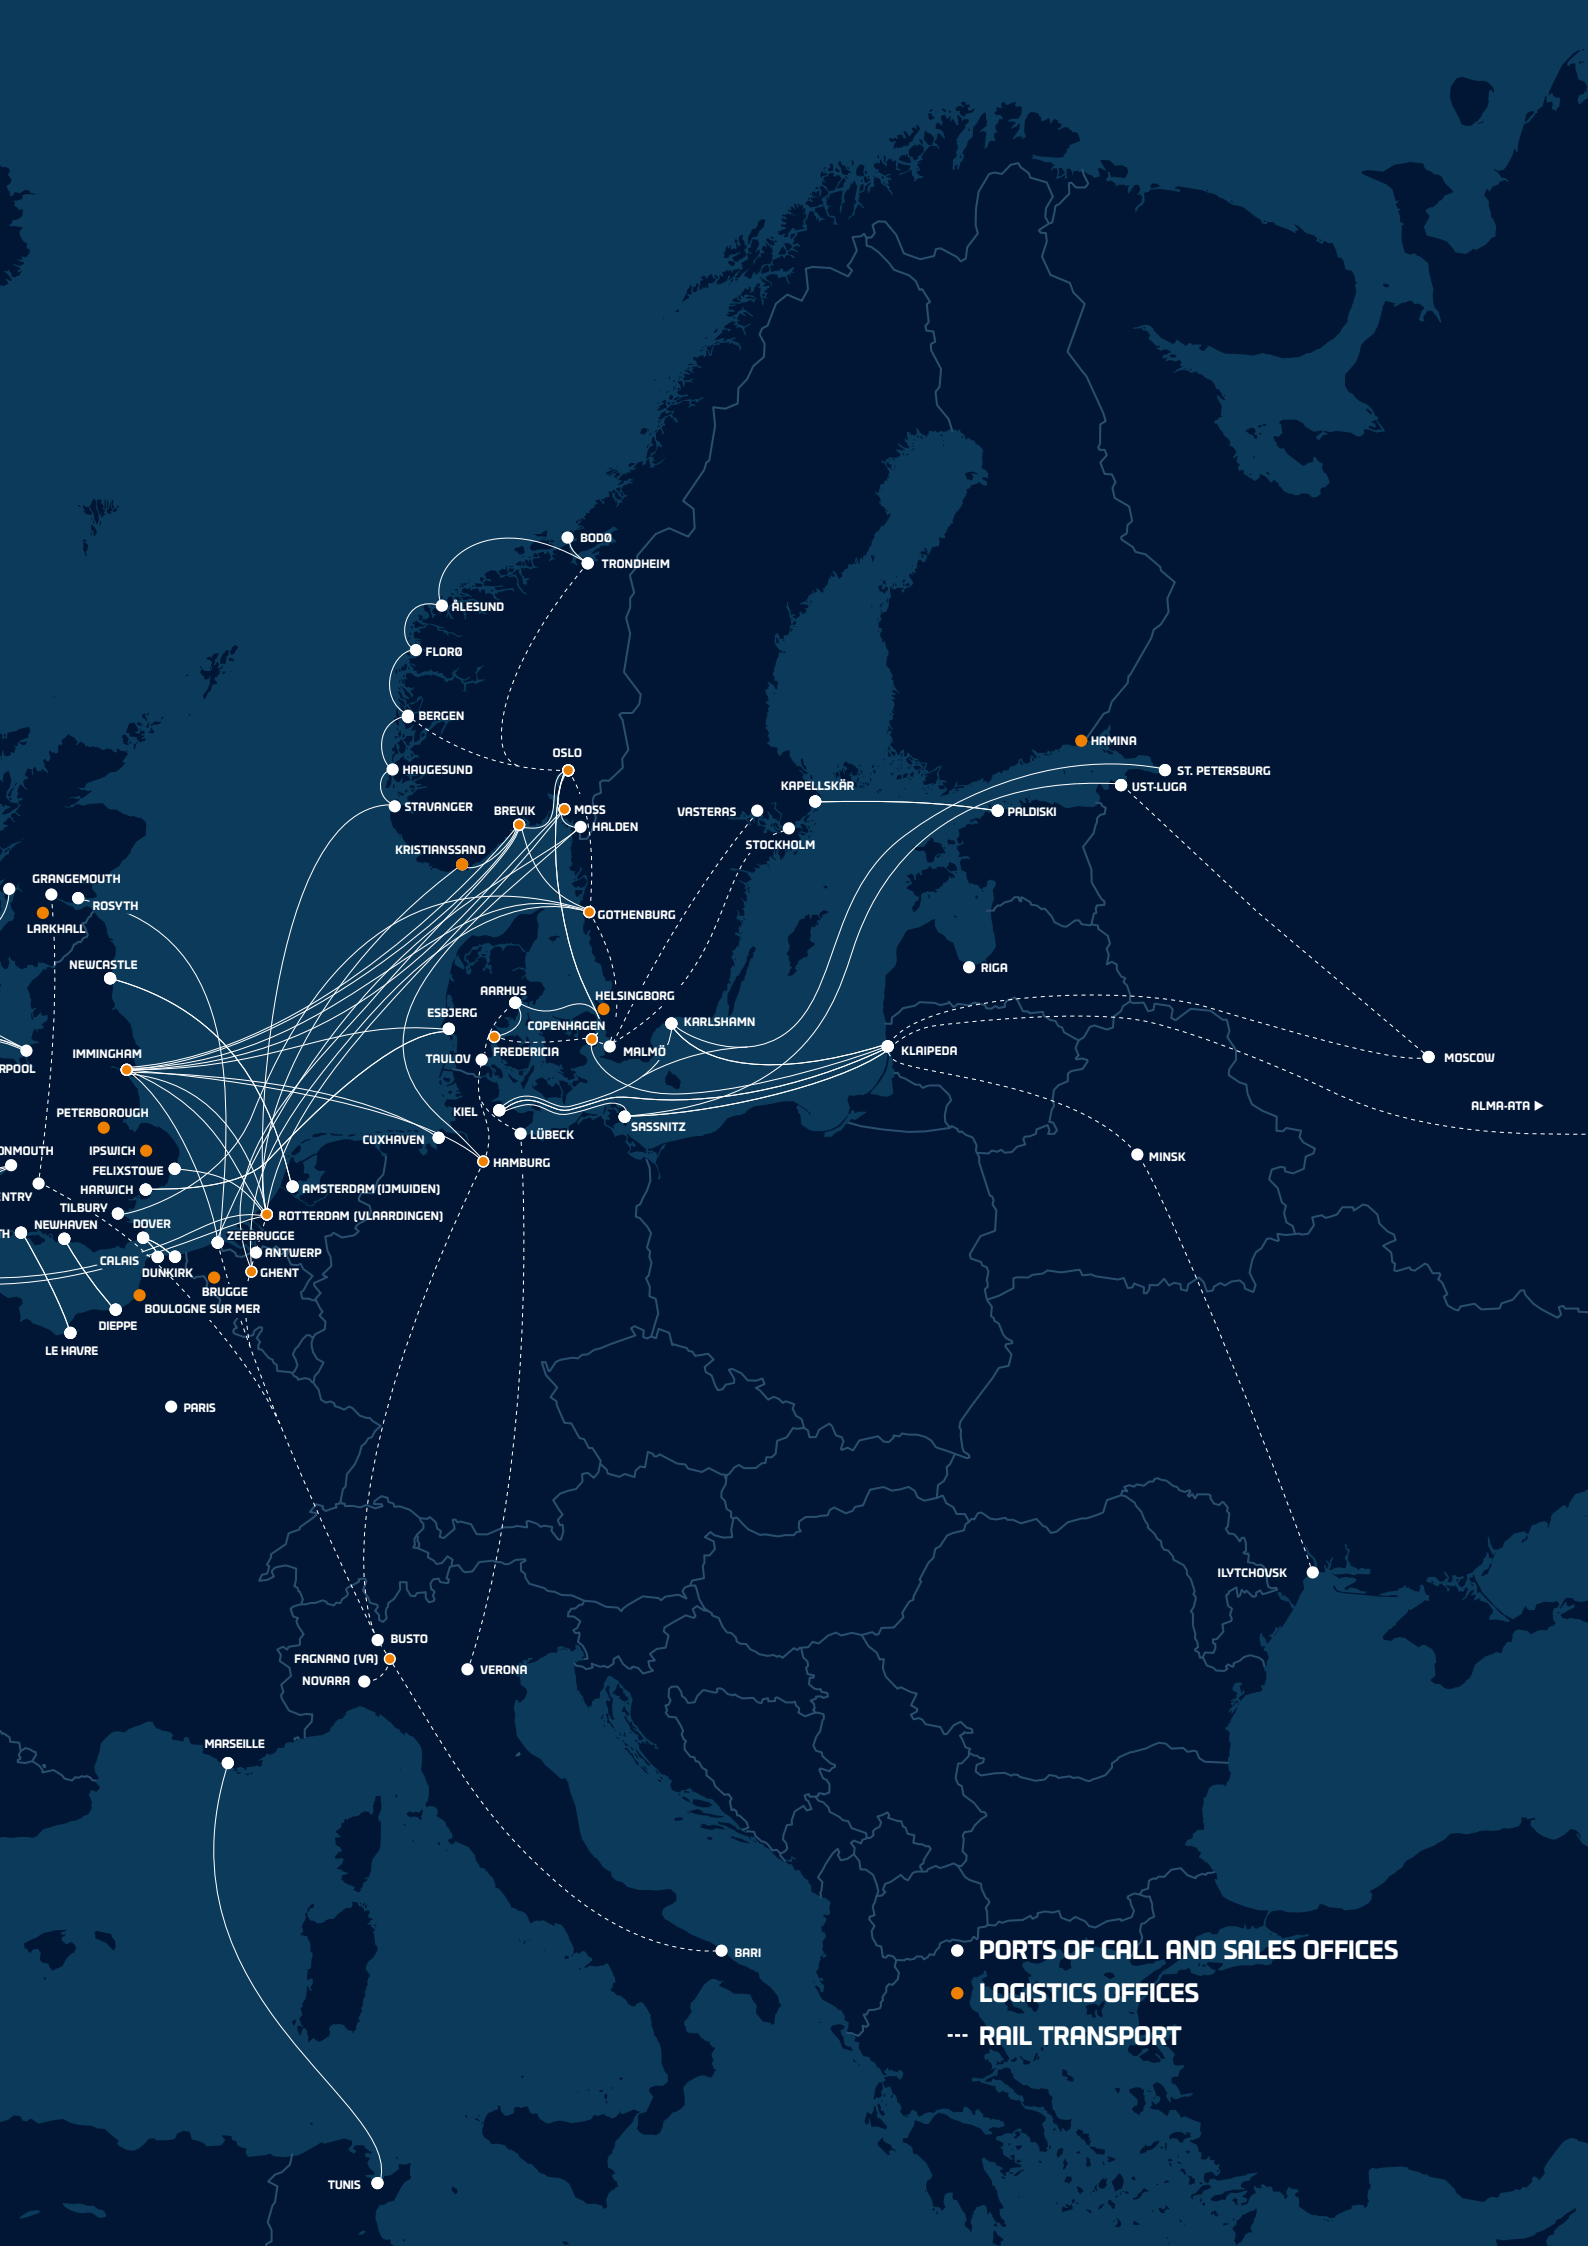 BODØ
TRONDHEIM
ÅLESUND
FLORØ
BERGEN
OSLO
HAUGESUND
STAVANGER
BREVIK
MOSS
HALDEN
KRISTIANSSAND
HAMINA
ST. PETERSBURG
UST-LUGA
KAPELLSKÄR
VASTERAS
PALDISKI
STOCKHOLM
GRANGEMOUTH
ROSYTH
LARKHALL
GOTHENBURG
NEWCASTLE
RIGA
AARHUS
HELSINGBORG
ESBJERG
COPENHAGEN
KARLSHAMN
IMMINGHAM
RPOOL
TAULOV
FREDERICIA
MALMÖ
KLAIPEDA
MOSCOW
ALMA-ATA
PETERBOROUGH
KIEL
SASSNITZ
CUXHAVEN
LÜBECK
ONMOUTH
IPSWICH
FELIXSTOWE
HAMBURG
MINSK
HARWICH
AMSTERDAM (IJMUIDEN)
NTRY
TILBURY
ROTTERDAM (VLAARDINGEN)
TH
NEWHAVEN
DOVER
ZEEBRUGGE
CALAIS
ANTWERP
DUNKIRK
GHENT
BRUGGE
BOULOGNE SUR MER
DIEPPE
LE HAVRE
PARIS
ILYTCHOVSK
BUSTO
FAGNANO (VA)
NOVARA
VERONA
MARSEILLE
BARI
PORTS OF CALL AND SALES OFFICES
LOGISTICS OFFICES
RAIL TRANSPORT
TUNIS